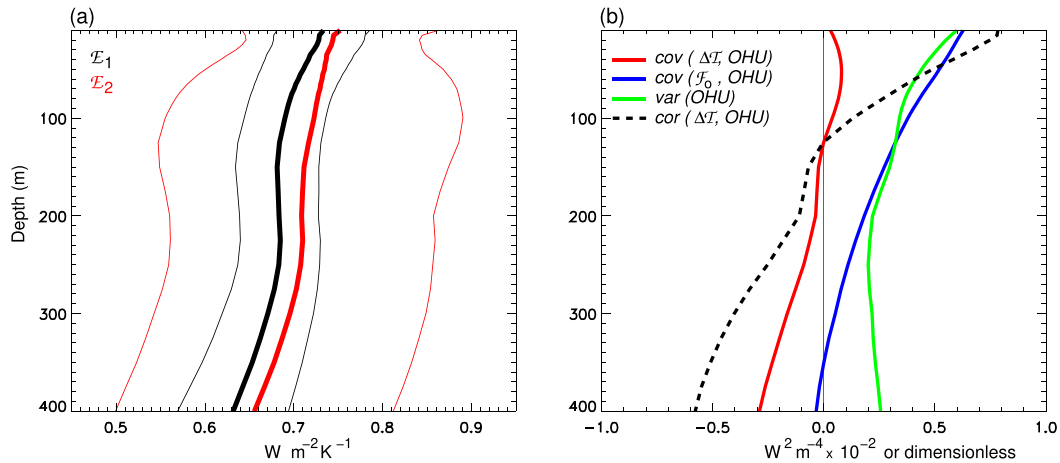 (a)
ℰ1
ℰ2
Depth (m)
100
200
300
400
0.5 0.6 0.7 0.8 0.9
W m⁻²K⁻¹
(b)
cov ( Δ𝒯, OHU)
cov (ℱo , OHU)
var (OHU)
cor ( Δ𝒯, OHU)
100
200
300
400
−1.0 −0.5 0.0 0.5 1.0
W² m⁻⁴ x 10⁻² or dimensionless